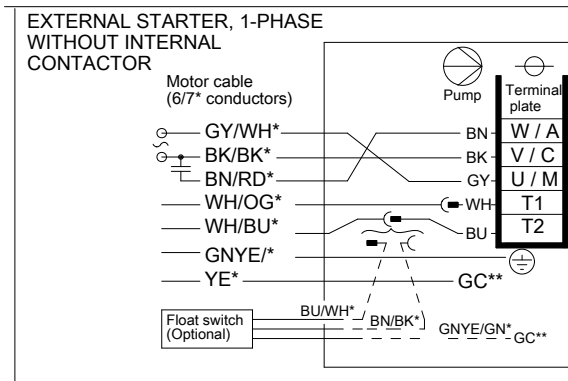 EXTERNAL STARTER, 1-PHASE
WITHOUT INTERNAL
CONTACTOR
Motor cable
(6/7* conductors)
Pump
Terminal
plate
GY/WH*
BN
W / A
BK/BK*
BK
V / C
BN/RD*
GY
U / M
WH/OG*
WH
T1
WH/BU*
BU
T2
GNYE/*
YE*
GC**
Float switch
(Optional)
BU/WH*
BN/BK*
GNYE/GN*
GC**